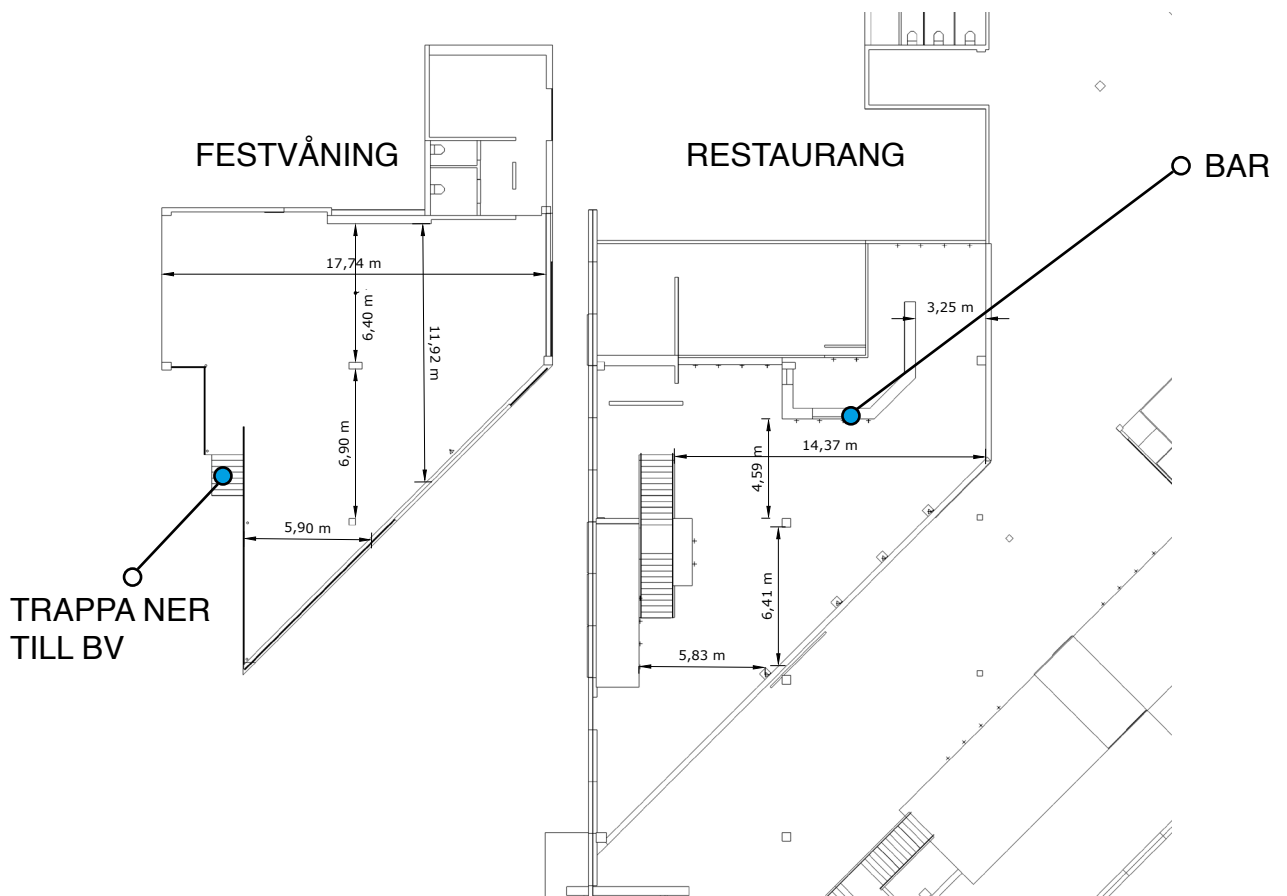 FESTVÅNING
RESTAURANG
BAR
17,74 m
6,40 m
11,92 m
6,90 m
5,90 m
TRAPPA NER
TILL BV
3,25 m
14,37 m
4,59 m
6,41 m
5,83 m